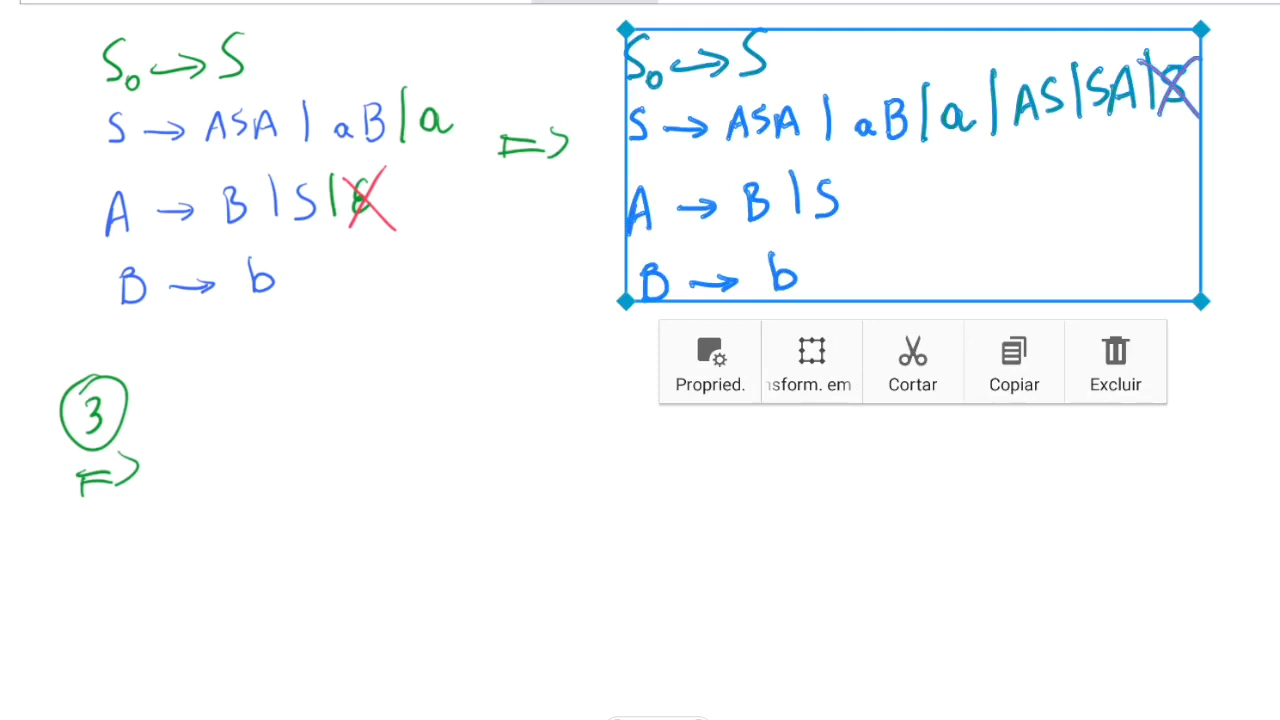 S₀ → S
S → ASA | aB | a
A → B | S | ε
B → b
⇒
S₀ → S
S → ASA | aB | a | AS | SA | S
A → B | S
B → b
Propried.
nsform. em
Cortar
Copiar
Excluir
3
⇒